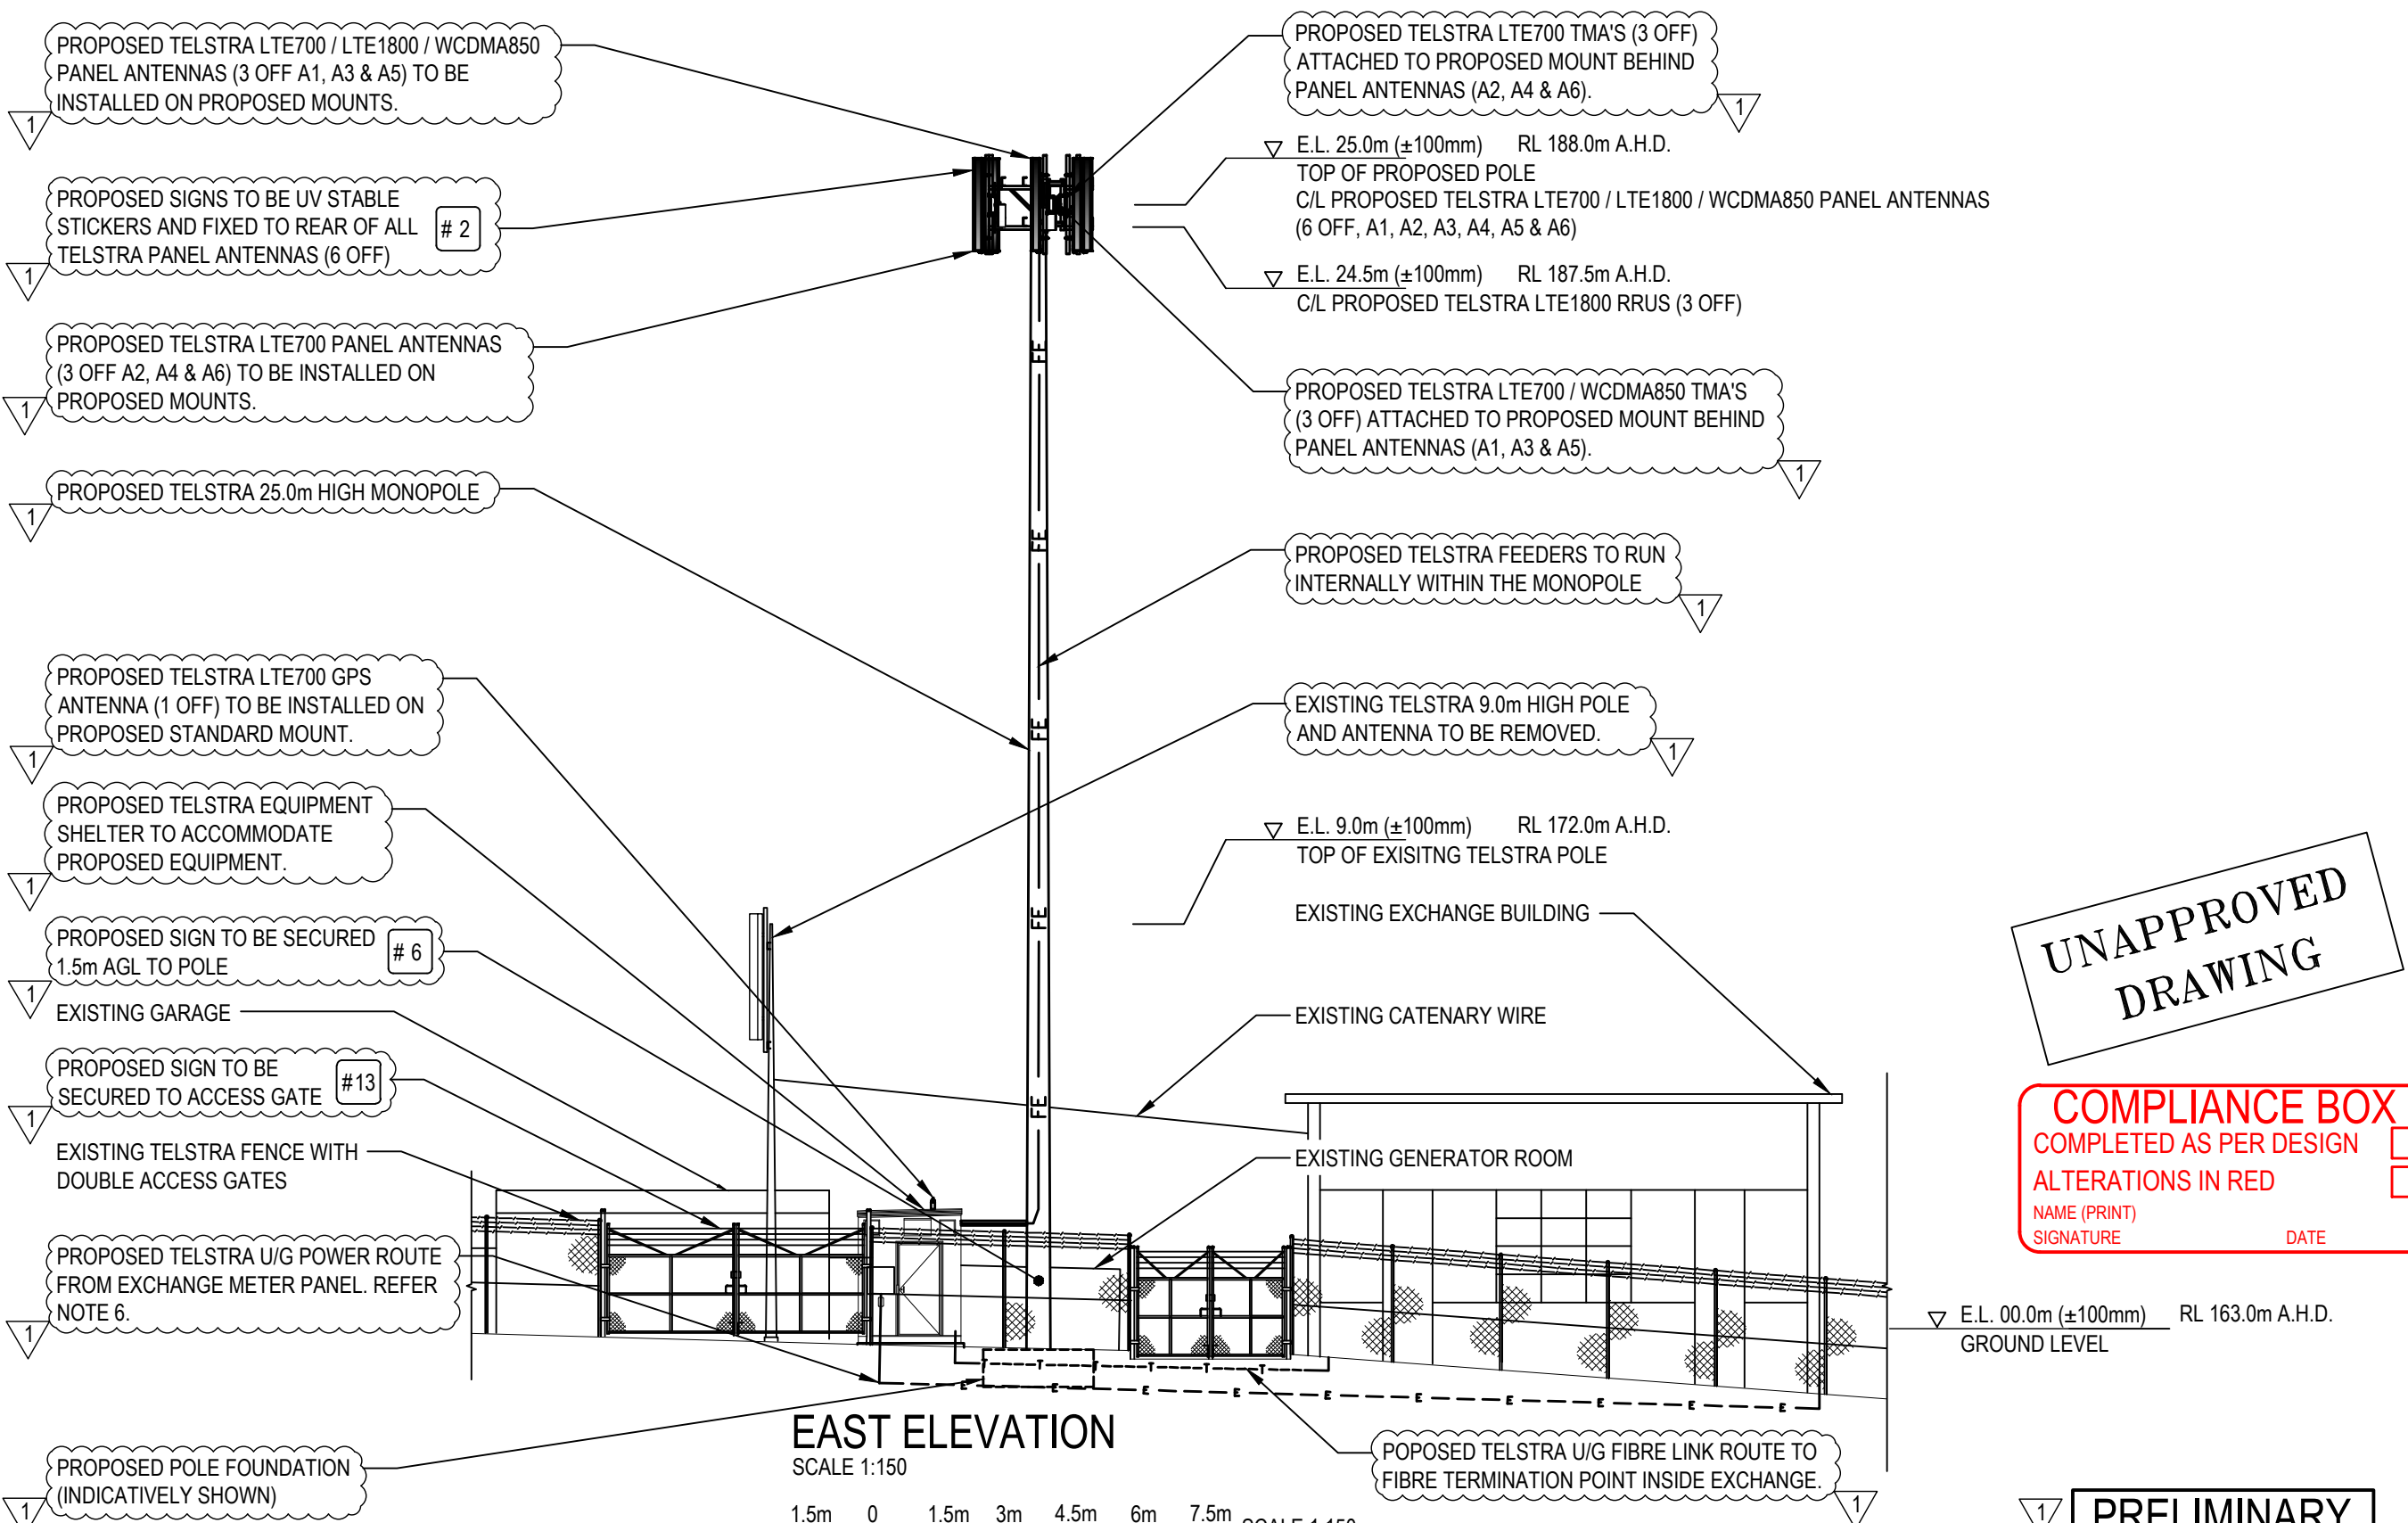 PROPOSED TELSTRA LTE700 / LTE1800 / WCDMA850
PANEL ANTENNAS (3 OFF A1, A3 & A5) TO BE
INSTALLED ON PROPOSED MOUNTS.
1
PROPOSED SIGNS TO BE UV STABLE
STICKERS AND FIXED TO REAR OF ALL
TELSTRA PANEL ANTENNAS (6 OFF)
# 2
1
PROPOSED TELSTRA LTE700 PANEL ANTENNAS
(3 OFF A2, A4 & A6) TO BE INSTALLED ON
PROPOSED MOUNTS.
1
PROPOSED TELSTRA 25.0m HIGH MONOPOLE
1
PROPOSED TELSTRA LTE700 GPS
ANTENNA (1 OFF) TO BE INSTALLED ON
PROPOSED STANDARD MOUNT.
1
PROPOSED TELSTRA EQUIPMENT
SHELTER TO ACCOMMODATE
PROPOSED EQUIPMENT.
1
PROPOSED SIGN TO BE SECURED
1.5m AGL TO POLE
# 6
1
EXISTING GARAGE
PROPOSED SIGN TO BE
SECURED TO ACCESS GATE
#13
1
EXISTING TELSTRA FENCE WITH
DOUBLE ACCESS GATES
PROPOSED TELSTRA U/G POWER ROUTE
FROM EXCHANGE METER PANEL. REFER
NOTE 6.
1
PROPOSED POLE FOUNDATION
(INDICATIVELY SHOWN)
1
PROPOSED TELSTRA LTE700 TMA'S (3 OFF)
ATTACHED TO PROPOSED MOUNT BEHIND
PANEL ANTENNAS (A2, A4 & A6).
1
E.L. 25.0m (±100mm) RL 188.0m A.H.D.
TOP OF PROPOSED POLE
C/L PROPOSED TELSTRA LTE700 / LTE1800 / WCDMA850 PANEL ANTENNAS
(6 OFF, A1, A2, A3, A4, A5 & A6)
E.L. 24.5m (±100mm) RL 187.5m A.H.D.
C/L PROPOSED TELSTRA LTE1800 RRUS (3 OFF)
PROPOSED TELSTRA LTE700 / WCDMA850 TMA'S
(3 OFF) ATTACHED TO PROPOSED MOUNT BEHIND
PANEL ANTENNAS (A1, A3 & A5).
1
PROPOSED TELSTRA FEEDERS TO RUN
INTERNALLY WITHIN THE MONOPOLE
1
EXISTING TELSTRA 9.0m HIGH POLE
AND ANTENNA TO BE REMOVED.
1
E.L. 9.0m (±100mm) RL 172.0m A.H.D.
TOP OF EXISITNG TELSTRA POLE
EXISTING EXCHANGE BUILDING
EXISTING CATENARY WIRE
EXISTING GENERATOR ROOM
FE
FE
FE
FE
FE
T T T T T
E E E E E E E E E E
UNAPPROVED
DRAWING
COMPLIANCE BOX
COMPLETED AS PER DESIGN
ALTERATIONS IN RED
NAME (PRINT)
SIGNATURE DATE
E.L. 00.0m (±100mm) RL 163.0m A.H.D.
GROUND LEVEL
EAST ELEVATION
SCALE 1:150
1.5m 0 1.5m 3m 4.5m 6m 7.5m SCALE 1:150
POPOSED TELSTRA U/G FIBRE LINK ROUTE TO
FIBRE TERMINATION POINT INSIDE EXCHANGE.
1
1
PRELIMINARY